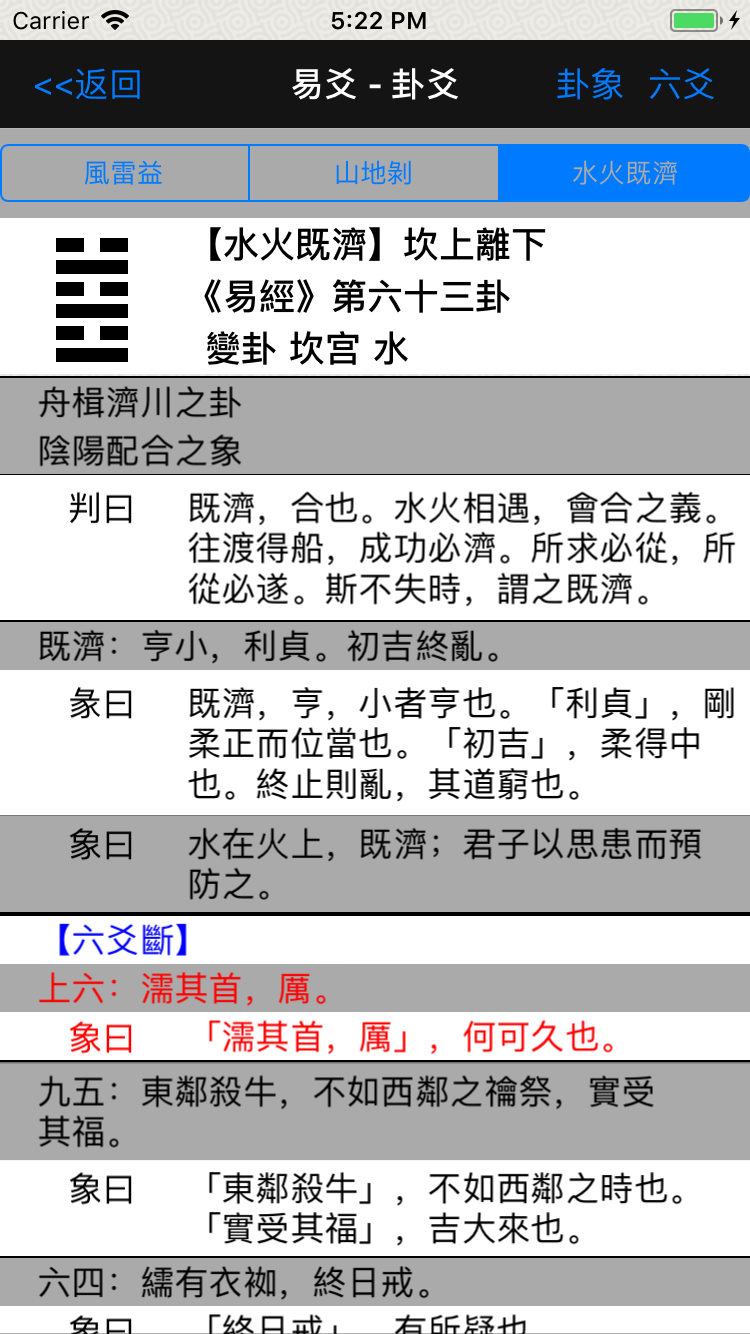 Carrier 5:22 PM
<<返回 易爻 - 卦爻 卦象 六爻
風雷益 山地剝 水火既濟
【水火既濟】坎上離下
《易經》第六十三卦
變卦 坎宫 水
舟楫濟川之卦
陰陽配合之象
判曰 既濟，合也。水火相遇，會合之義。
往渡得船，成功必濟。所求必從，所
從必遂。斯不失時，謂之既濟。
既濟：亨小，利貞。初吉終亂。
彖曰 既濟，亨，小者亨也。「利貞」，剛
柔正而位當也。「初吉」，柔得中
也。終止則亂，其道窮也。
象曰 水在火上，既濟；君子以思患而預
防之。
【六爻斷】
上六：濡其首，厲。
象曰 「濡其首，厲」，何可久也。
九五：東鄰殺牛，不如西鄰之禴祭，實受
其福。
象曰 「東鄰殺牛」，不如西鄰之時也。
「實受其福」，吉大來也。
六四：繻有衣袽，終日戒。
象曰 「終日戒」，有所疑也